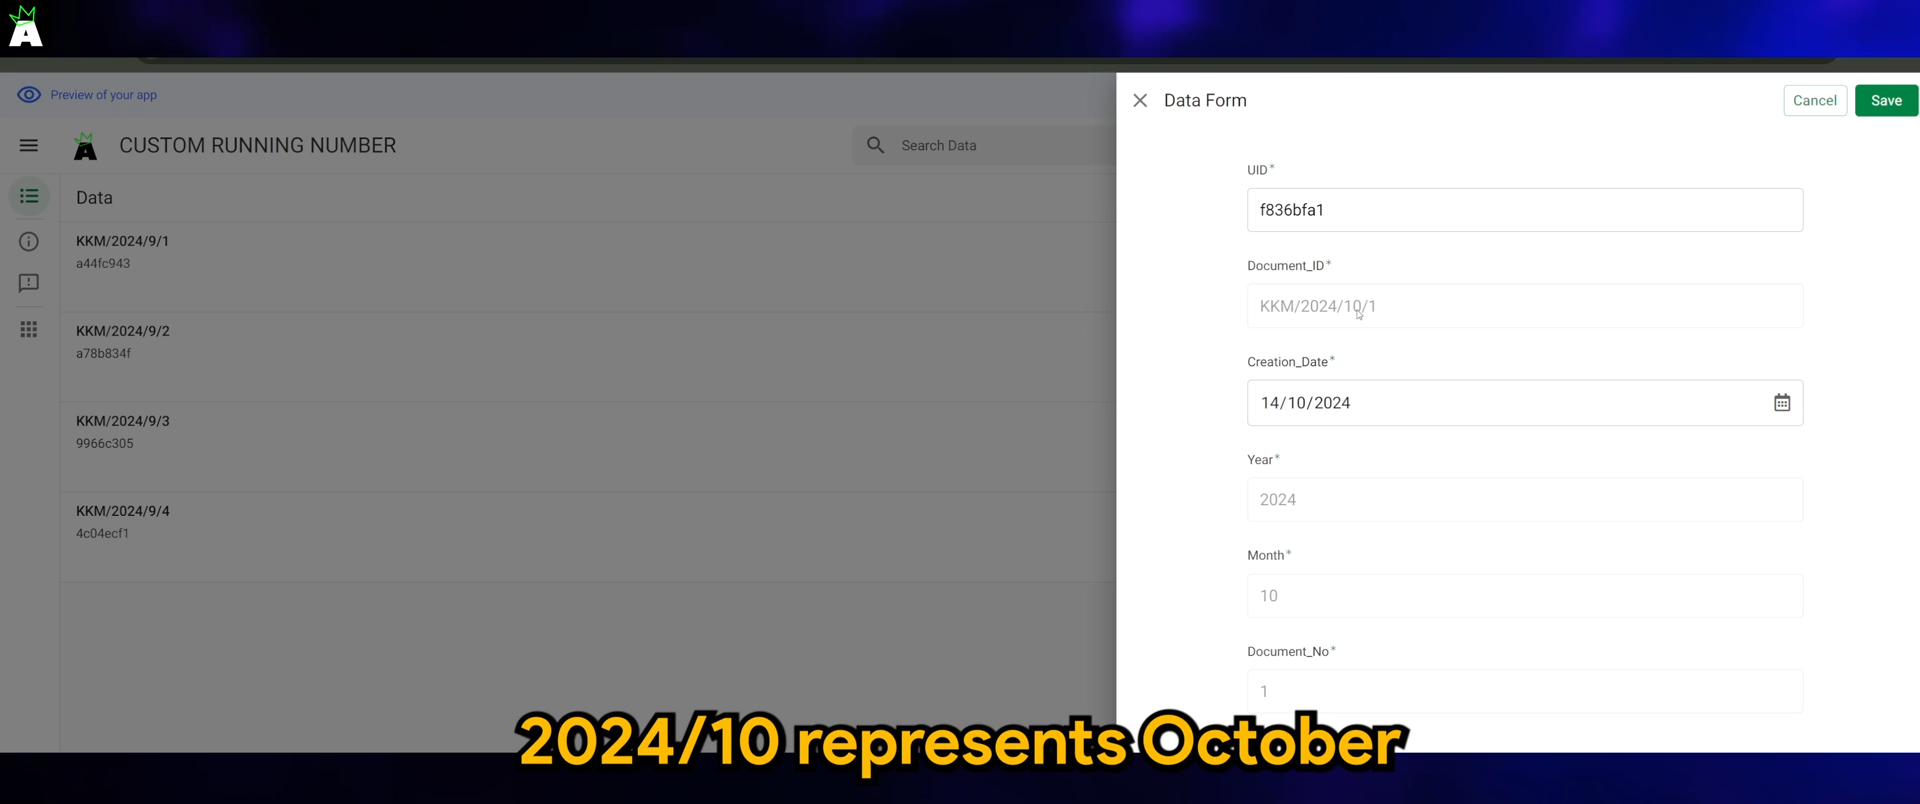 Preview of your app
CUSTOM RUNNING NUMBER
Search Data
Data
KKM/2024/9/1
a44fc943
KKM/2024/9/2
a78b834f
KKM/2024/9/3
9966c305
KKM/2024/9/4
4c04ecf1
Data Form
Cancel
Save
UID*
f836bfa1
Document_ID*
KKM/2024/10/1
Creation_Date*
14/10/2024
Year*
2024
Month*
10
Document_No*
1
2024/10 represents October